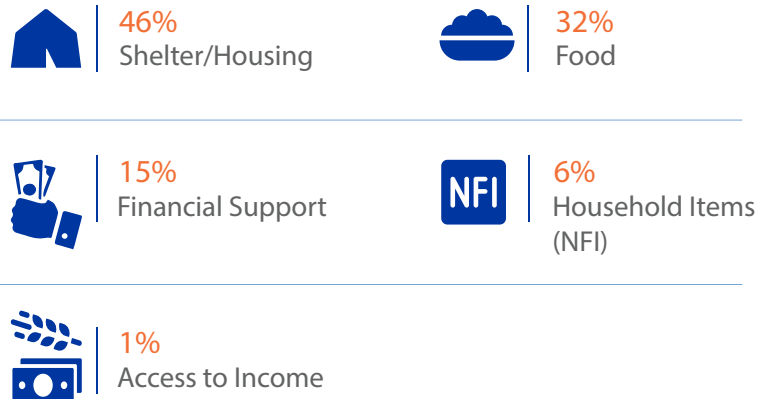 46%
Shelter/Housing
32%
Food
15%
Financial Support
NFI
6%
Household Items
(NFI)
1%
Access to Income